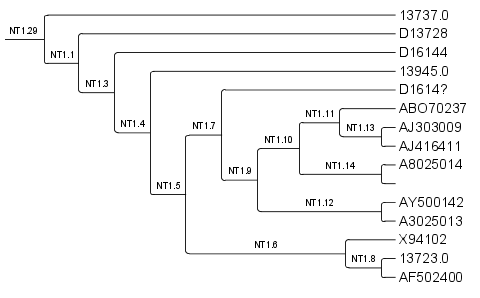 13737.0
NT1.29
D13728
NT1.1
D16144
NT1.3
13945.0
NT1.4
D1614?
ABO70237
NT1.11
NT1.7
AJ303009
NT1.13
NT1.10
AJ416411
A8025014
NT1.14
NT1.9
NT1.5
AY500142
NT1.12
A3025013
X94102
NT1.6
13723.0
NT1.8
AF502400